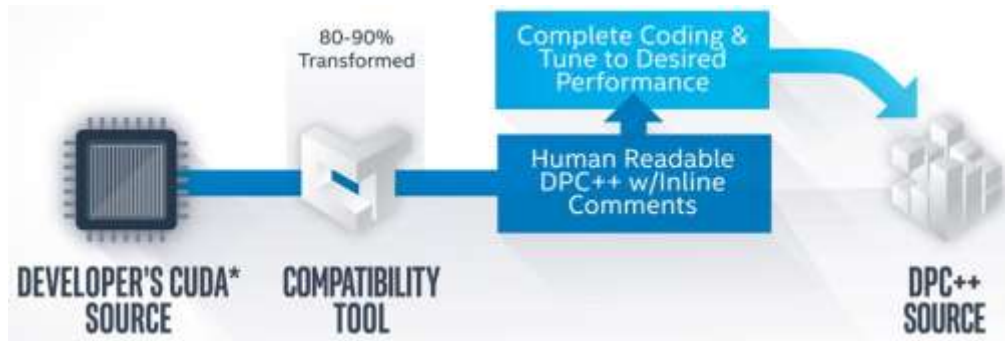 80-90%
Transformed
Complete Coding &
Tune to Desired
Performance
Human Readable
DPC++ w/Inline
Comments
DEVELOPER'S CUDA*
SOURCE
COMPATIBILITY
TOOL
DPC++
SOURCE